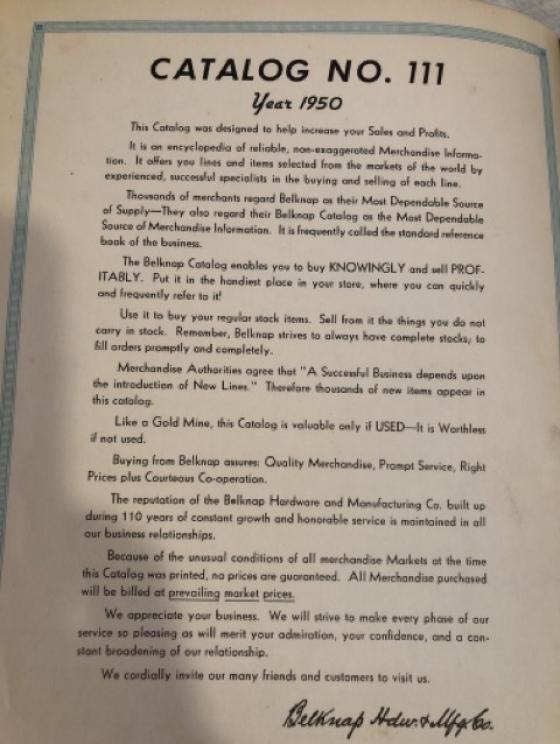 CATALOG NO. 111
Year 1950
This Catalog was designed to help increase your Sales and Profits.
It is an encyclopedia of reliable, non-exaggerated Merchandise Informa-
tion. It offers you lines and items selected from the markets of the world by
experienced, successful specialists in the buying and selling of each line.
Thousands of merchants regard Belknap as their Most Dependable Source
of Supply—They also regard their Belknap Catalog as the Most Dependable
Source of Merchandise Information. It is frequently called the standard reference
book of the business.
The Belknap Catalog enables you to buy KNOWINGLY and sell PROF-
ITABLY. Put it in the handiest place in your store, where you can quickly
and frequently refer to it!
Use it to buy your regular stock items. Sell from it the things you do not
carry in stock. Remember, Belknap strives to always have complete stocks; to
fill orders promptly and completely.
Merchandise Authorities agree that "A Successful Business depends upon
the introduction of New Lines." Therefore thousands of new items appear in
this catalog.
Like a Gold Mine, this Catalog is valuable only if USED—It is Worthless
if not used.
Buying from Belknap assures: Quality Merchandise, Prompt Service, Right
Prices plus Courteous Co-operation.
The reputation of the Belknap Hardware and Manufacturing Co. built up
during 110 years of constant growth and honorable service is maintained in all
our business relationships.
Because of the unusual conditions of all merchandise Markets at the time
this Catalog was printed, no prices are guaranteed. All Merchandise purchased
will be billed at prevailing market prices.
We appreciate your business. We will strive to make every phase of our
service so pleasing as will merit your admiration, your confidence, and a con-
stant broadening of our relationship.
We cordially invite our many friends and customers to visit us.
Belknap Hdw. & Mfg. Co.